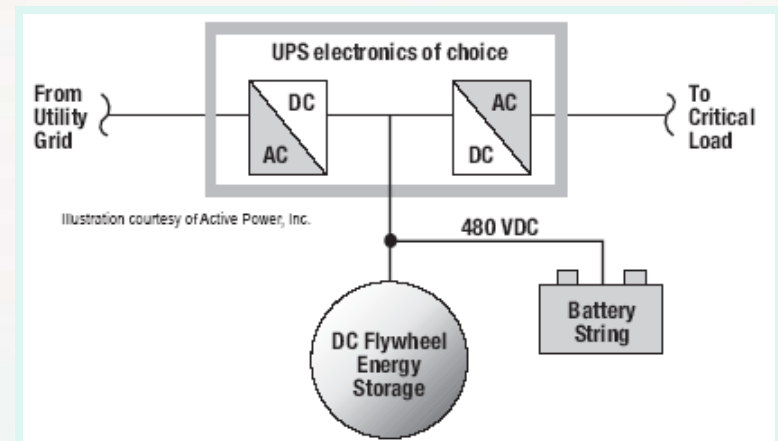 UPS electronics of choice
From
Utility
Grid
DC
AC
AC
DC
To
Critical
Load
Illustration courtesy of Active Power, Inc.
480 VDC
DC Flywheel
Energy
Storage
Battery
String